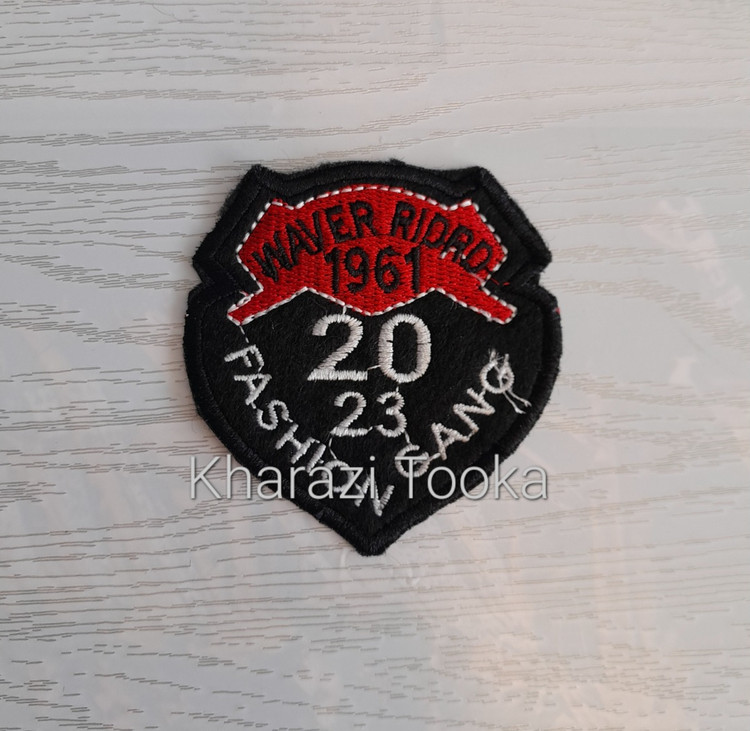 WAVER RIDRD
1961
20
23
FASHION GANG
Kharazi Tooka